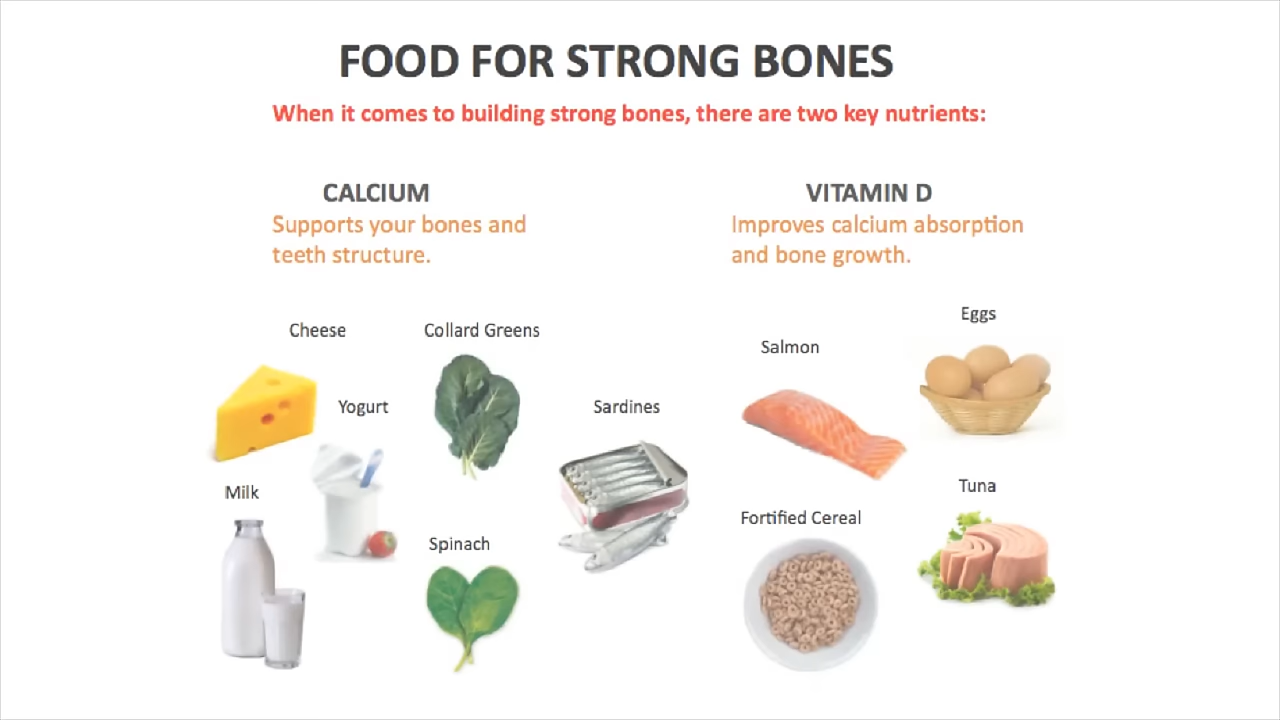 FOOD FOR STRONG BONES
When it comes to building strong bones, there are two key nutrients:
CALCIUM
Supports your bones and
teeth structure.
VITAMIN D
Improves calcium absorption
and bone growth.
Cheese
Collard Greens
Yogurt
Sardines
Milk
Spinach
Eggs
Salmon
Tuna
Fortified Cereal